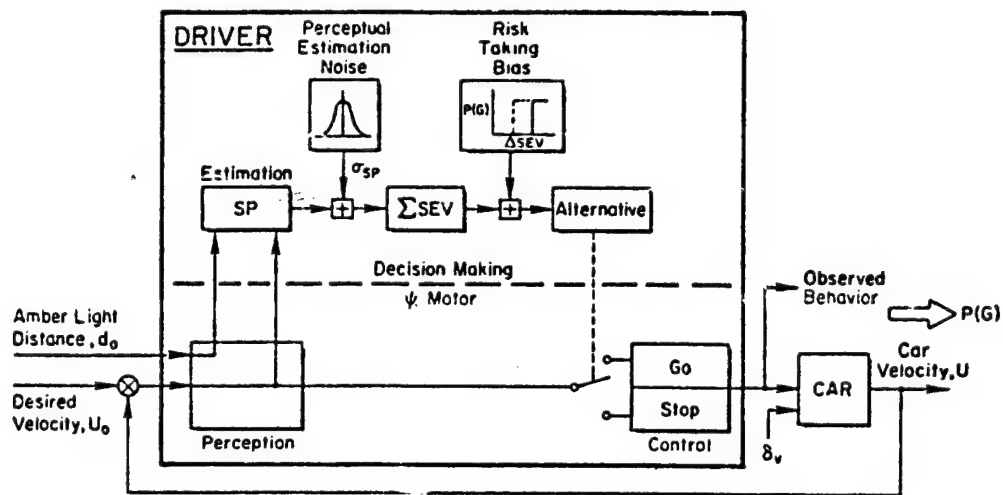 DRIVER
Perceptual
Estimation
Noise
Risk
Taking
Bias
P(G)
ΔSEV
σSP
Estimation
SP
+
ΣSEV
+
Alternative
Decision Making
ψ Motor
Amber Light
Distance, d₀
Desired
Velocity, U₀
Perception
Go
Stop
Control
Observed
Behavior
P(G)
Car
Velocity, U
CAR
δv